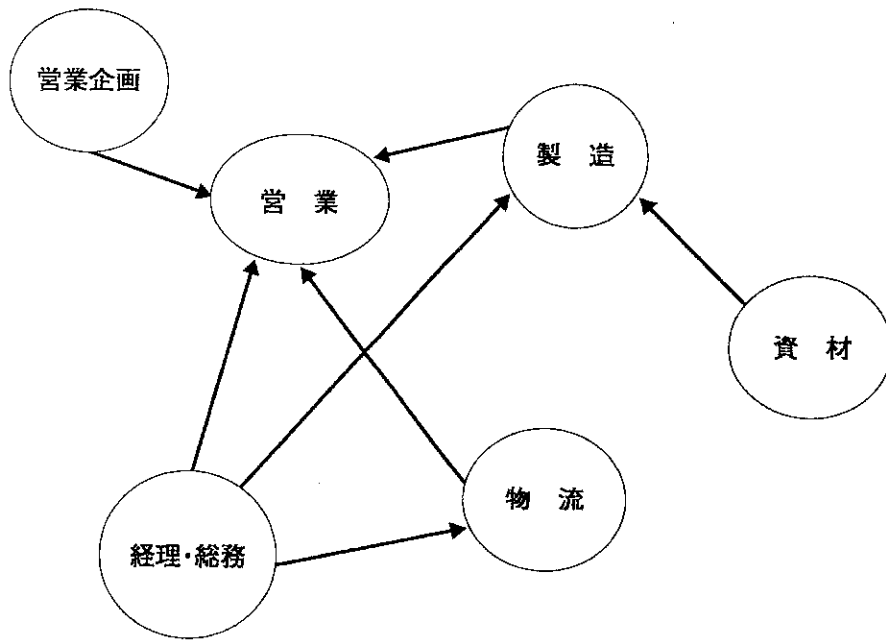 営業企画
製　造
営　業
資　材
物　流
経理・総務